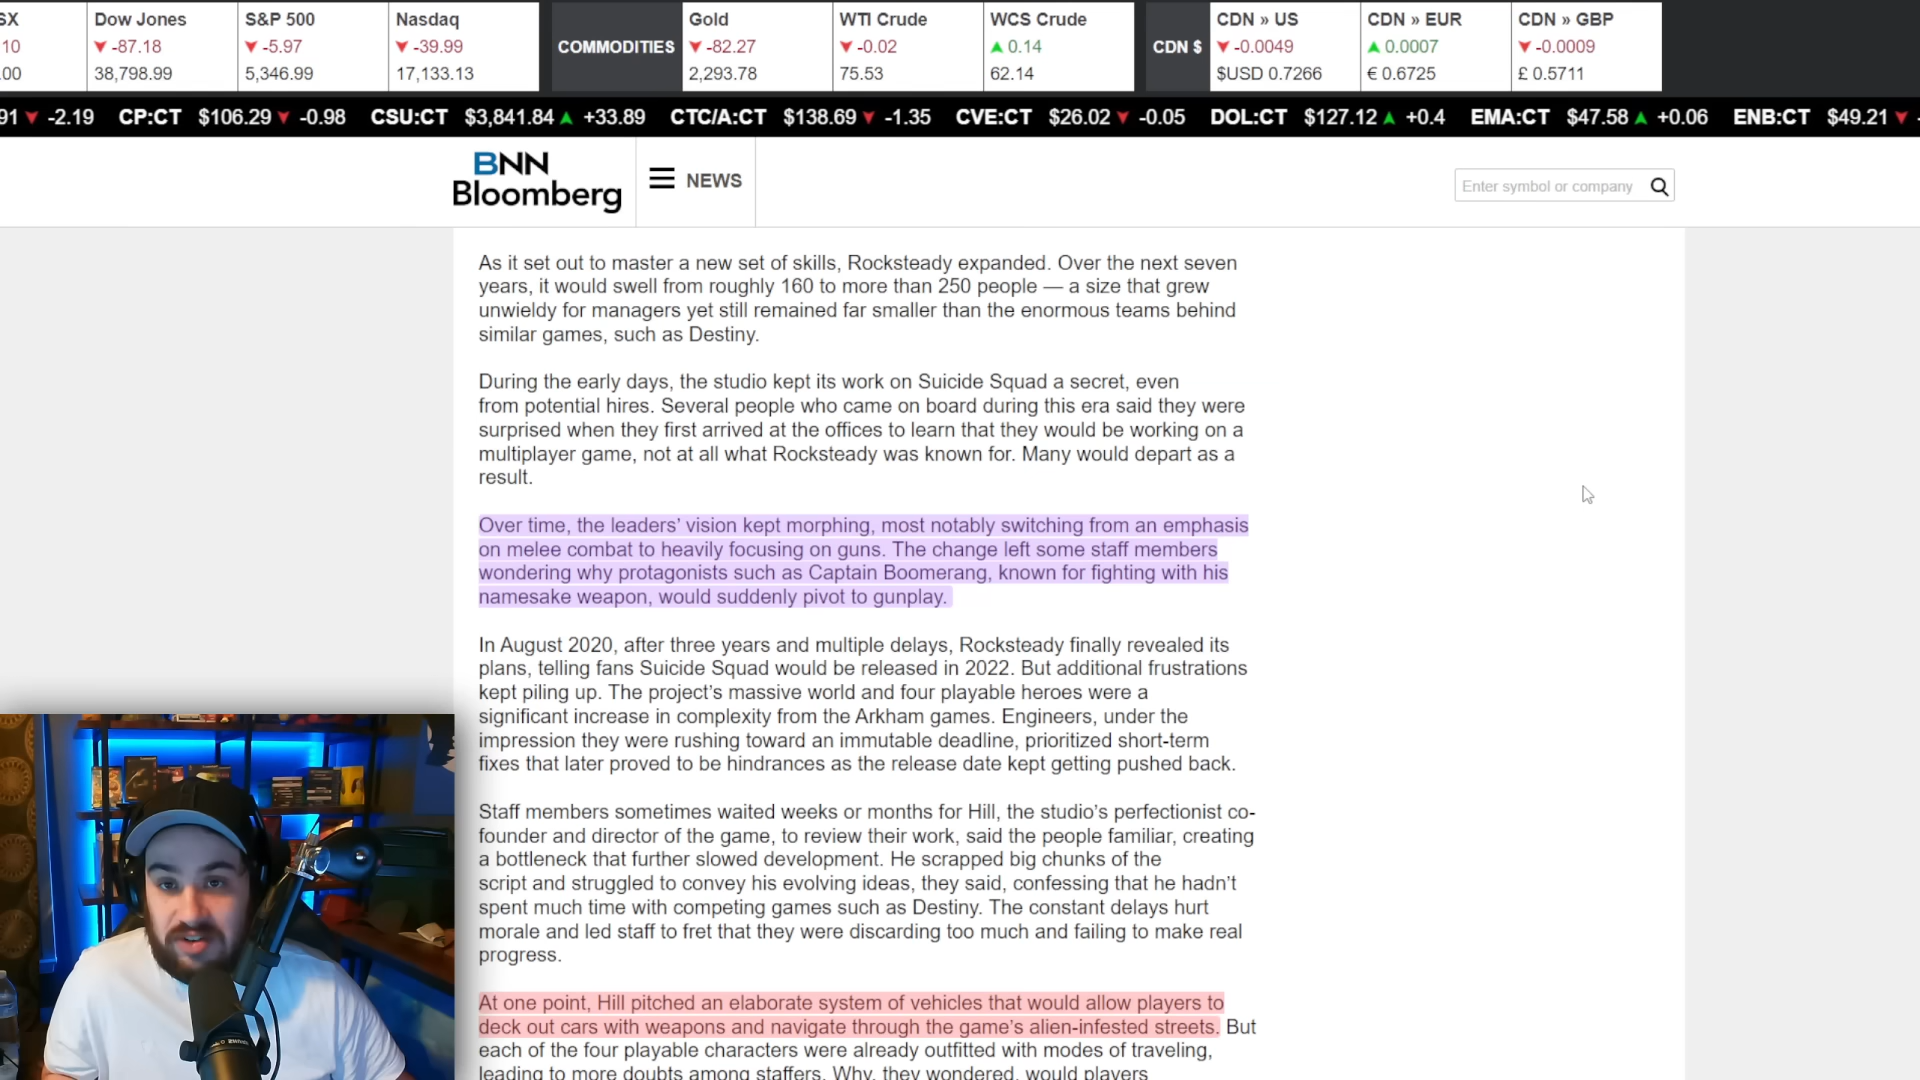 SX
10
.00
Dow Jones
-87.18
38,798.99
S&P 500
-5.97
5,346.99
Nasdaq
-39.99
17,133.13
COMMODITIES
Gold
-82.27
2,293.78
WTI Crude
-0.02
75.53
WCS Crude
0.14
62.14
CDN $
CDN » US
-0.0049
$USD 0.7266
CDN » EUR
0.0007
€ 0.6725
CDN » GBP
-0.0009
£ 0.5711
91 -2.19 CP:CT $106.29 -0.98 CSU:CT $3,841.84 +33.89 CTC/A:CT $138.69 -1.35 CVE:CT $26.02 -0.05 DOL:CT $127.12 +0.4 EMA:CT $47.58 +0.06 ENB:CT $49.21 -
BNN
Bloomberg
NEWS
Enter symbol or company
As it set out to master a new set of skills, Rocksteady expanded. Over the next seven
years, it would swell from roughly 160 to more than 250 people — a size that grew
unwieldy for managers yet still remained far smaller than the enormous teams behind
similar games, such as Destiny.
During the early days, the studio kept its work on Suicide Squad a secret, even
from potential hires. Several people who came on board during this era said they were
surprised when they first arrived at the offices to learn that they would be working on a
multiplayer game, not at all what Rocksteady was known for. Many would depart as a
result.
Over time, the leaders’ vision kept morphing, most notably switching from an emphasis
on melee combat to heavily focusing on guns. The change left some staff members
wondering why protagonists such as Captain Boomerang, known for fighting with his
namesake weapon, would suddenly pivot to gunplay.
In August 2020, after three years and multiple delays, Rocksteady finally revealed its
plans, telling fans Suicide Squad would be released in 2022. But additional frustrations
kept piling up. The project’s massive world and four playable heroes were a
significant increase in complexity from the Arkham games. Engineers, under the
impression they were rushing toward an immutable deadline, prioritized short-term
fixes that later proved to be hindrances as the release date kept getting pushed back.
Staff members sometimes waited weeks or months for Hill, the studio’s perfectionist co-
founder and director of the game, to review their work, said the people familiar, creating
a bottleneck that further slowed development. He scrapped big chunks of the
script and struggled to convey his evolving ideas, they said, confessing that he hadn’t
spent much time with competing games such as Destiny. The constant delays hurt
morale and led staff to fret that they were discarding too much and failing to make real
progress.
At one point, Hill pitched an elaborate system of vehicles that would allow players to
deck out cars with weapons and navigate through the game’s alien-infested streets. But
each of the four playable characters were already outfitted with modes of traveling,
leading to more doubts among staffers. Why, they wondered, would players